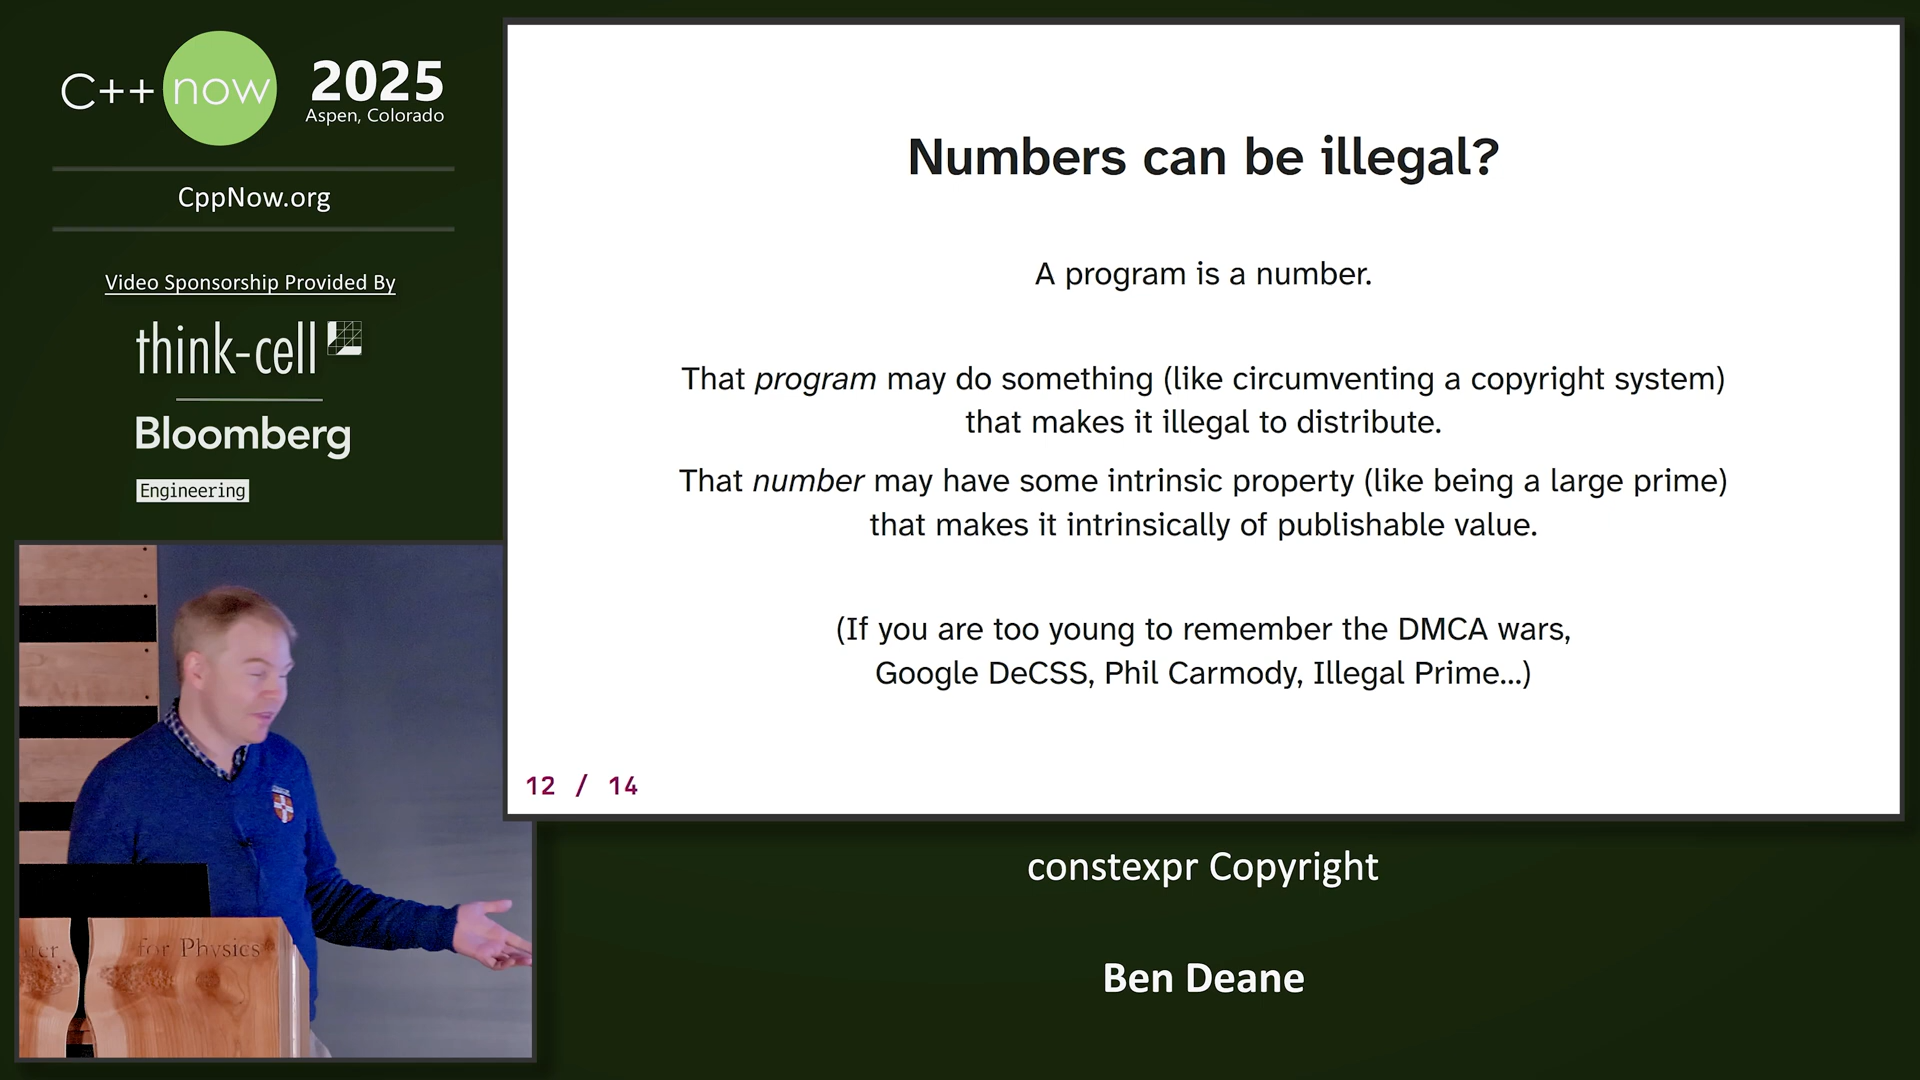 C++ now
2025
Aspen, Colorado
CppNow.org
Video Sponsorship Provided By
think-cell
Bloomberg
Engineering
for Physics
Numbers can be illegal?
A program is a number.
That program may do something (like circumventing a copyright system)
that makes it illegal to distribute.
That number may have some intrinsic property (like being a large prime)
that makes it intrinsically of publishable value.
(If you are too young to remember the DMCA wars,
Google DeCSS, Phil Carmody, Illegal Prime...)
12 / 14
constexpr Copyright
Ben Deane